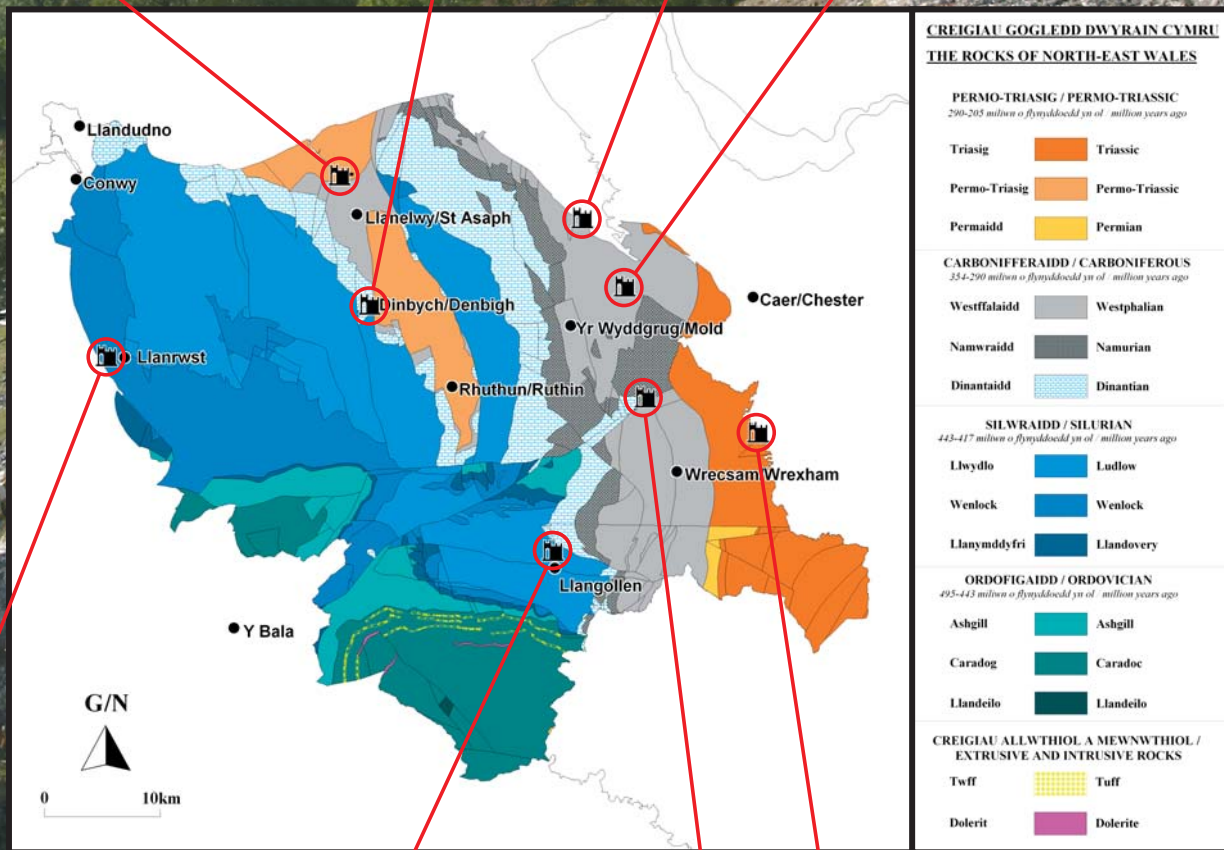 Llandudno
Conwy
Llanelwy/St Asaph
Dinbych/Denbigh
Caer/Chester
Yr Wyddgrug/Mold
Llanrwst
Rhuthun/Ruthin
Wrecsam/Wrexham
Llangollen
Y Bala
G/N
0 10km
CREIGIAU GOGLEDD DWYRAIN CYMRU
THE ROCKS OF NORTH-EAST WALES
PERMO-TRIASIG / PERMO-TRIASSIC
290-205 miliwn o flynyddoedd yn ol / million years ago
Triasig Triassic
Permo-Triasig Permo-Triassic
Permaidd Permian
CARBONIFFERAIDD / CARBONIFEROUS
354-290 miliwn o flynyddoedd yn ol / million years ago
Westffalaidd Westphalian
Namwraidd Namurian
Dinantaidd Dinantian
SILWRAIDD / SILURIAN
443-417 miliwn o flynyddoedd yn ol / million years ago
Llwydlo Ludlow
Wenlock Wenlock
Llanymddyfri Llandovery
ORDOFIGAIDD / ORDOVICIAN
495-443 miliwn o flynyddoedd yn ol / million years ago
Ashgill Ashgill
Caradog Caradoc
Llandeilo Llandeilo
CREIGIAU ALLWTHIOL A MEWNWTHIOL /
EXTRUSIVE AND INTRUSIVE ROCKS
Twff Tuff
Dolerit Dolerite